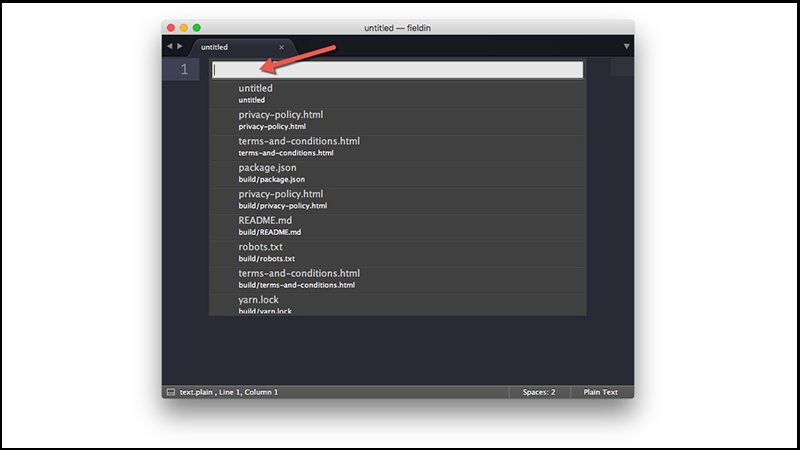 untitled — fieldin
untitled
1
untitled
untitled
privacy-policy.html
privacy-policy.html
terms-and-conditions.html
terms-and-conditions.html
package.json
build/package.json
privacy-policy.html
build/privacy-policy.html
README.md
build/README.md
robots.txt
build/robots.txt
terms-and-conditions.html
build/terms-and-conditions.html
yarn.lock
build/yarn.lock
text.plain , Line 1, Column 1 Spaces: 2 Plain Text